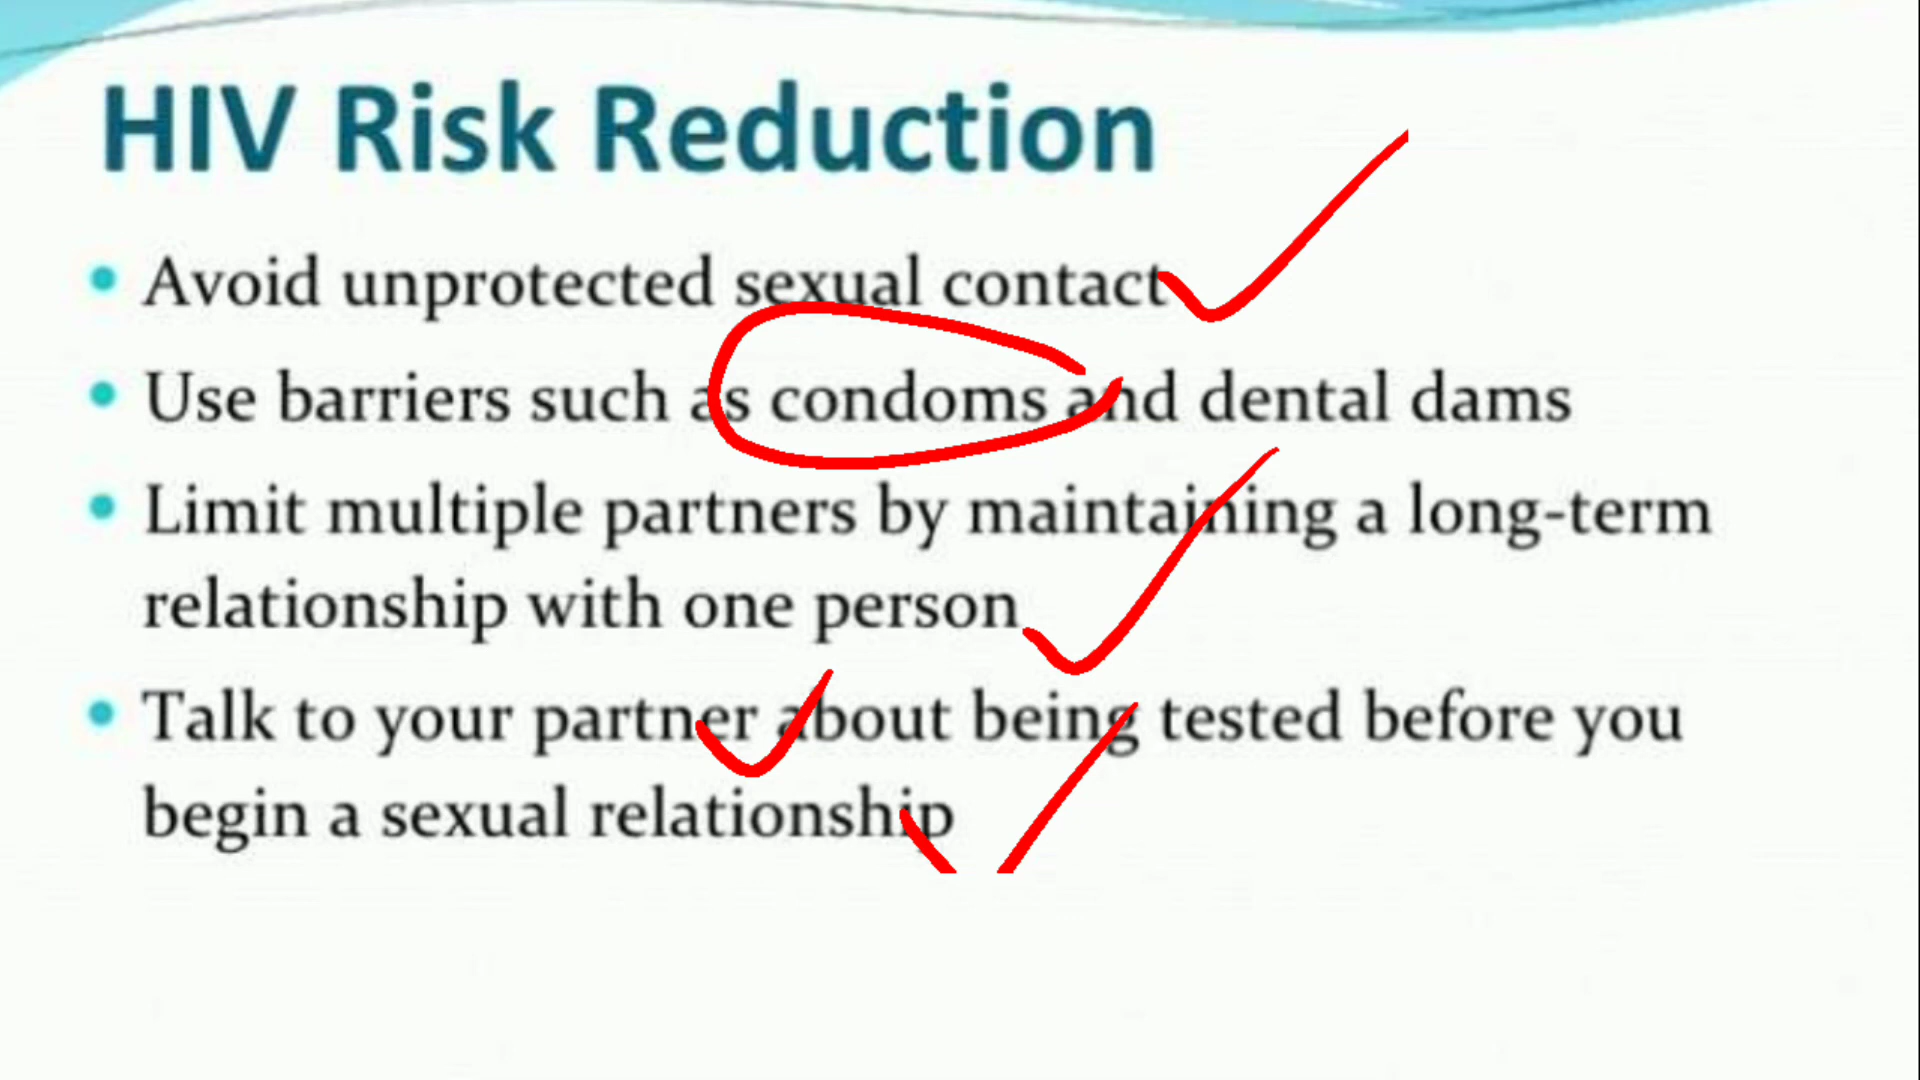 HIV Risk Reduction
• Avoid unprotected sexual contact
• Use barriers such as condoms and dental dams
• Limit multiple partners by maintaining a long-term
relationship with one person
• Talk to your partner about being tested before you
begin a sexual relationship